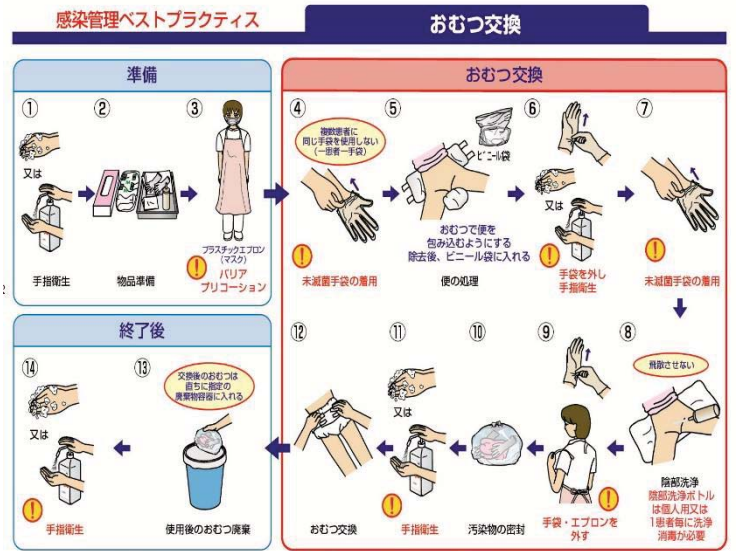 感染管理ベストプラクティス
おむつ交換
準備
①
又は
手指衛生
②
物品準備
③
プラスチックエプロン
(マスク)
バリア
プリコーション
おむつ交換
④
複数患者に
同じ手袋を使用しない
(一患者一手袋)
未滅菌手袋の着用
⑤
ビニール袋
おむつで便を
包み込むようにする
除去後、ビニール袋に入れる
便の処理
⑥
又は
手袋を外し
手指衛生
⑦
未滅菌手袋の着用
⑧
飛散させない
陰部洗浄
陰部洗浄ボトル
は個人用又は
1患者毎に洗浄
消毒が必要
⑨
手袋・エプロンを
外す
⑩
汚染物の密封
⑪
又は
手指衛生
⑫
おむつ交換
終了後
⑬
交換後のおむつは
直ちに指定の
廃棄物容器に入れる
使用後のおむつ廃棄
⑭
又は
手指衛生